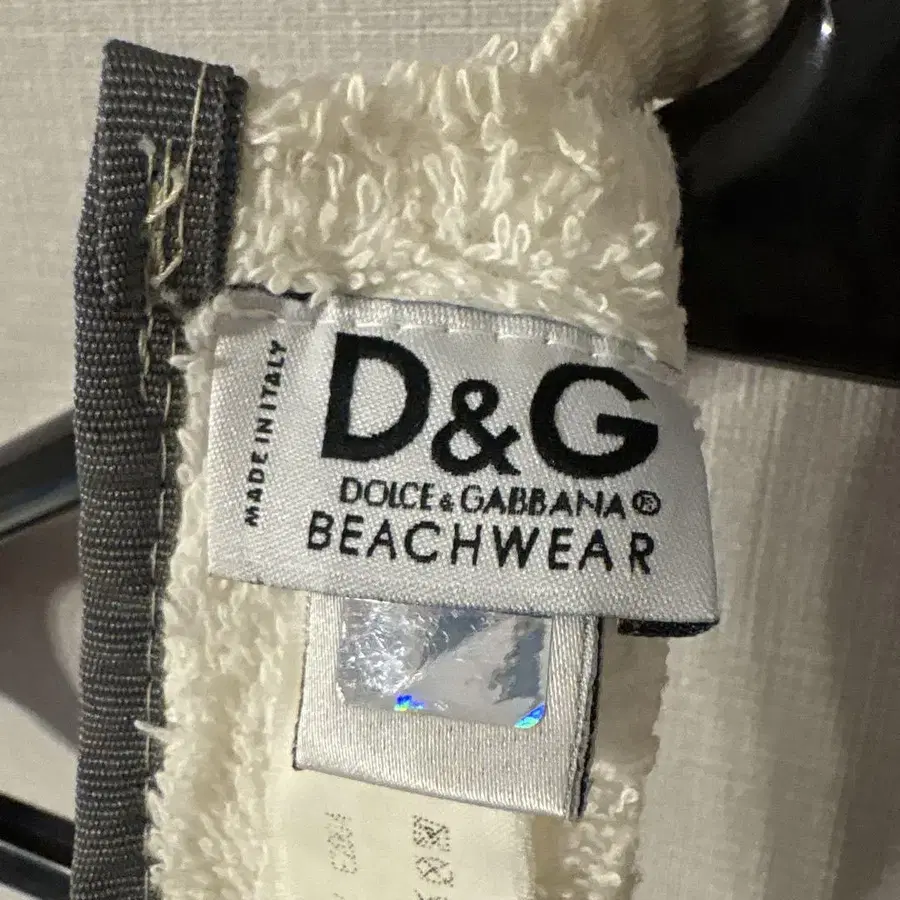 MADE IN ITALY
D&G
DOLCE & GABBANA®
BEACHWEAR